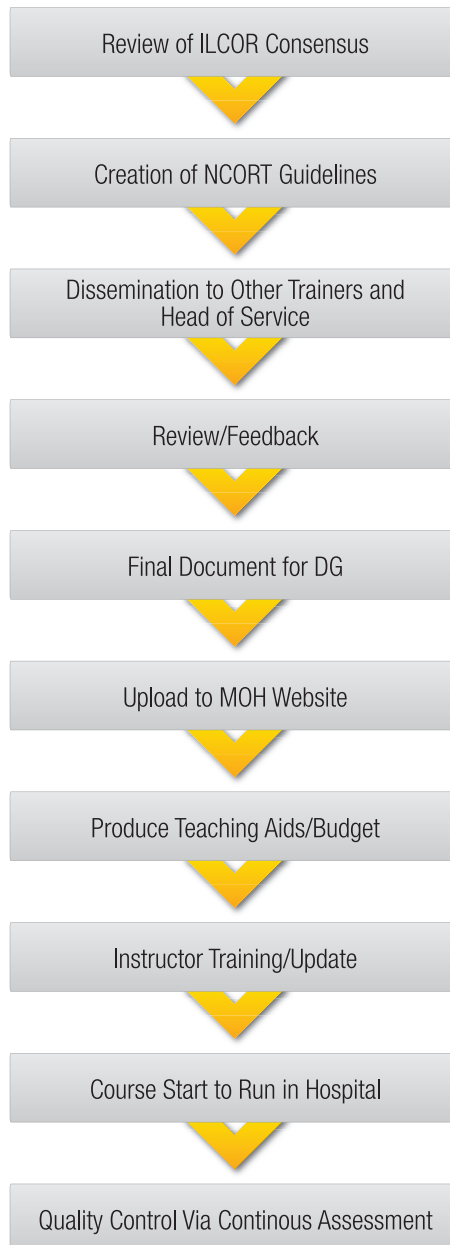 Review of ILCOR Consensus
Creation of NCORT Guidelines
Dissemination to Other Trainers and
Head of Service
Review/Feedback
Final Document for DG
Upload to MOH Website
Produce Teaching Aids/Budget
Instructor Training/Update
Course Start to Run in Hospital
Quality Control Via Continous Assessment